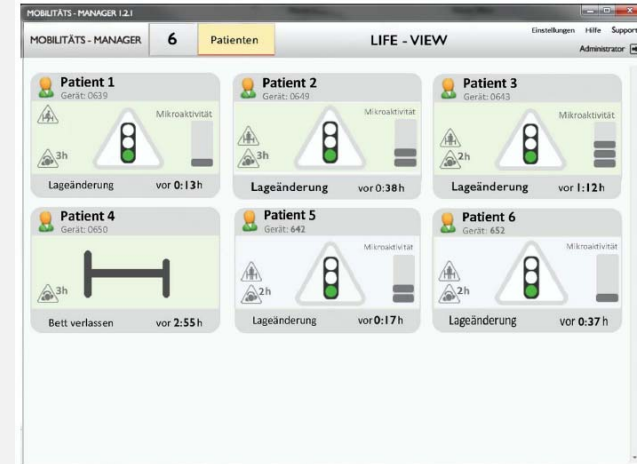 MOBILITÄTS - MANAGER 1.2.1
MOBILITÄTS - MANAGER 6 Patienten LIFE - VIEW
Einstellungen Hilfe Support
Administrator
Patient 1
Gerät: 0639
Mikroaktivität
3h
Lageänderung vor 0:13h
Patient 2
Gerät: 0649
Mikroaktivität
3h
Lageänderung vor 0:38h
Patient 3
Gerät: 0643
Mikroaktivität
2h
Lageänderung vor 1:12h
Patient 4
Gerät: 0650
3h
Bett verlassen vor 2:55h
Patient 5
Gerät: 642
Mikroaktivität
2h
Lageänderung vor 0:17h
Patient 6
Gerät: 652
Mikroaktivität
2h
Lageänderung vor 0:37h